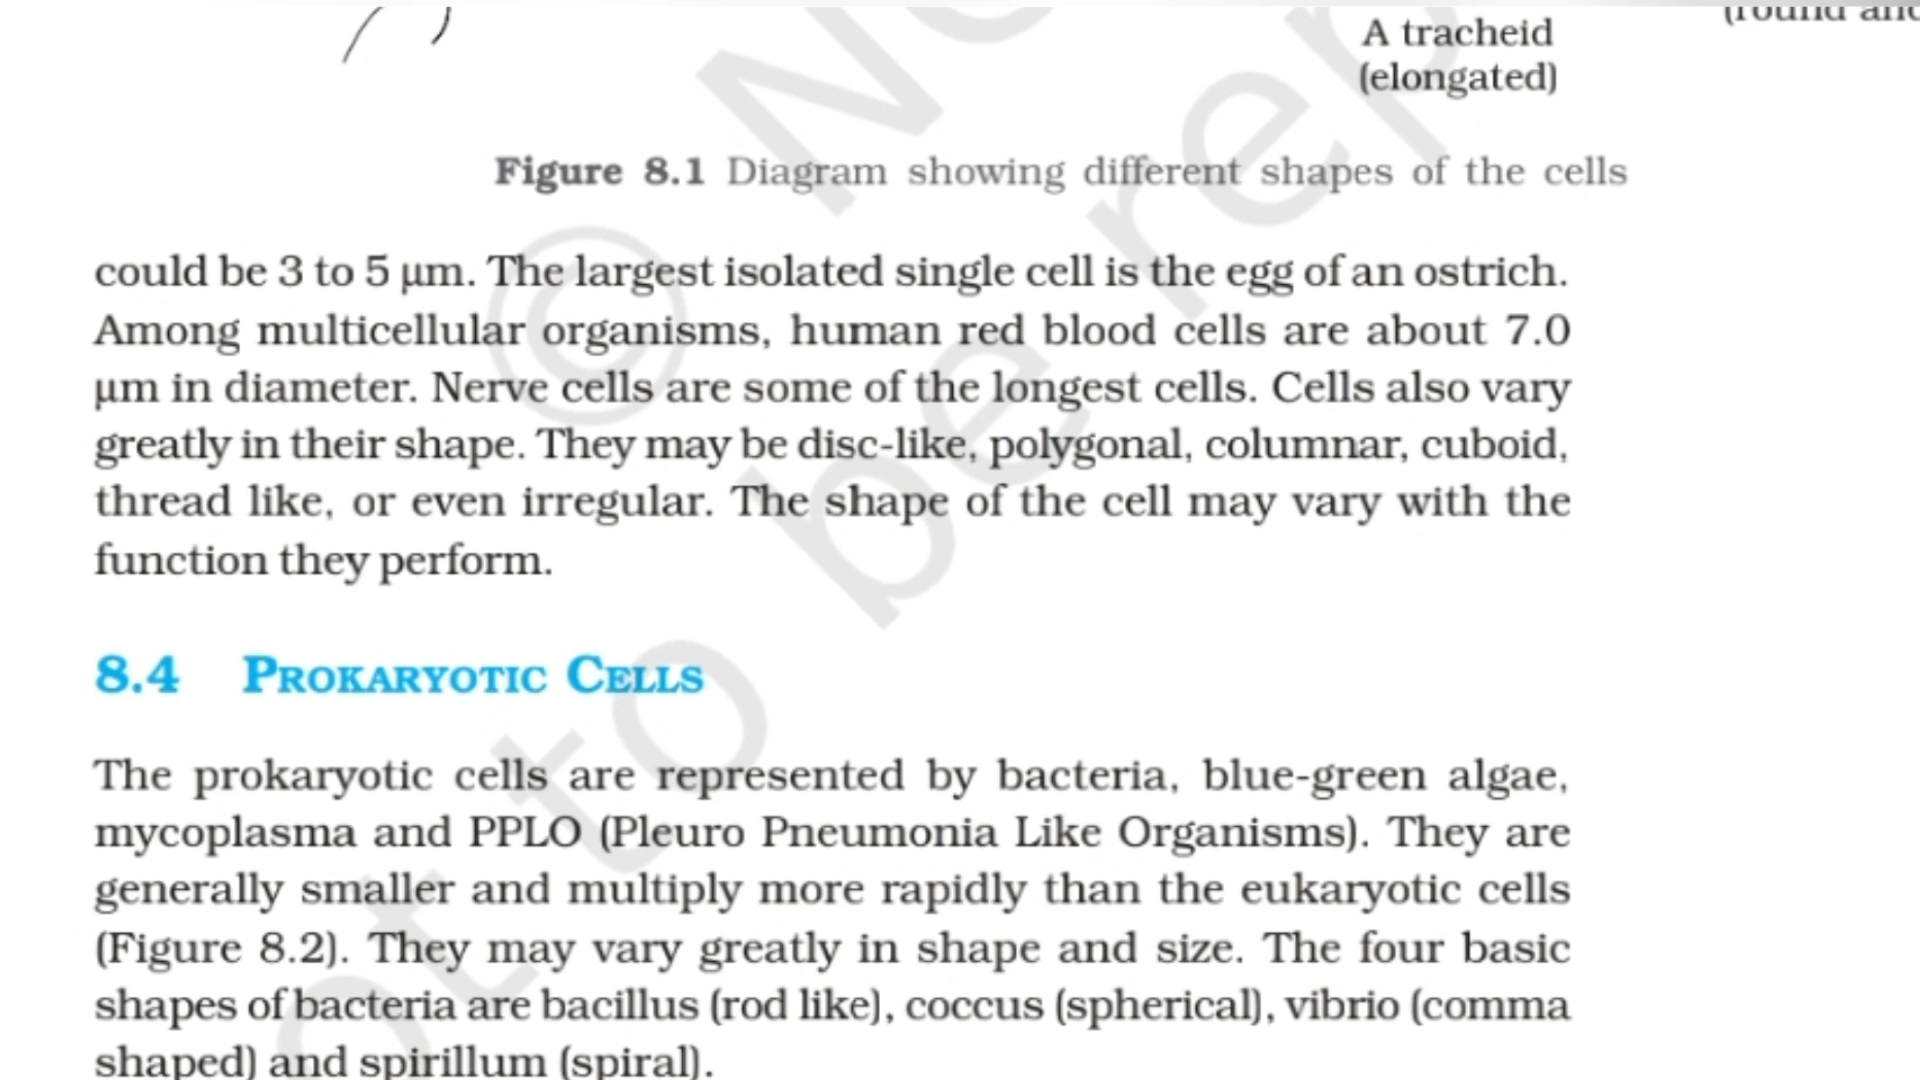 (round and
A tracheid
(elongated)
Figure 8.1 Diagram showing different shapes of the cells
could be 3 to 5 µm. The largest isolated single cell is the egg of an ostrich.
Among multicellular organisms, human red blood cells are about 7.0
µm in diameter. Nerve cells are some of the longest cells. Cells also vary
greatly in their shape. They may be disc-like, polygonal, columnar, cuboid,
thread like, or even irregular. The shape of the cell may vary with the
function they perform.
8.4 PROKARYOTIC CELLS
The prokaryotic cells are represented by bacteria, blue-green algae,
mycoplasma and PPLO (Pleuro Pneumonia Like Organisms). They are
generally smaller and multiply more rapidly than the eukaryotic cells
(Figure 8.2). They may vary greatly in shape and size. The four basic
shapes of bacteria are bacillus (rod like), coccus (spherical), vibrio (comma
shaped) and spirillum (spiral).